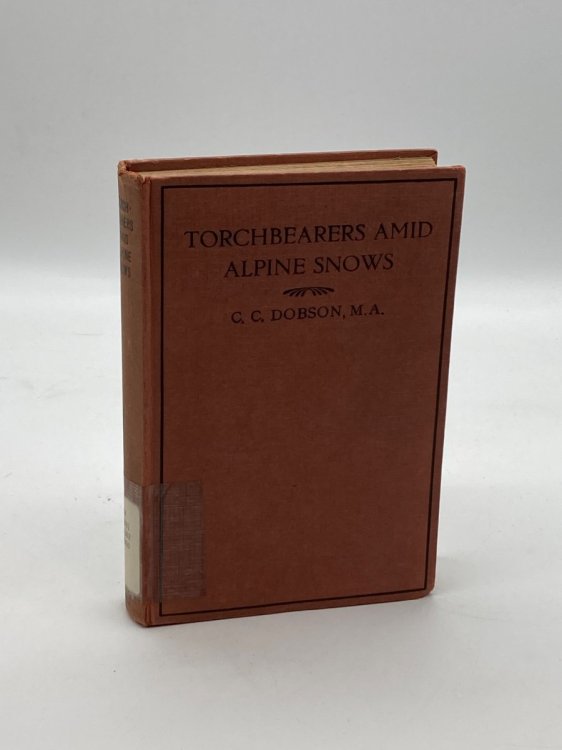 TORCHBEARERS AMID
ALPINE SNOWS
C. C. DOBSON, M.A.